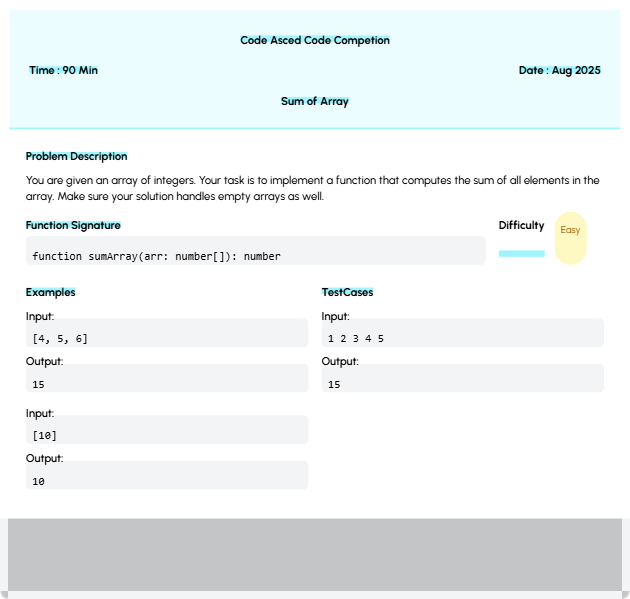 Code Asced Code Competion
Time : 90 Min
Date : Aug 2025
Sum of Array
Problem Description
You are given an array of integers. Your task is to implement a function that computes the sum of all elements in the
array. Make sure your solution handles empty arrays as well.
Function Signature
function sumArray(arr: number[]): number
Difficulty
Easy
Examples
Input:
[4, 5, 6]
Output:
15
Input:
[10]
Output:
10
TestCases
Input:
1 2 3 4 5
Output:
15